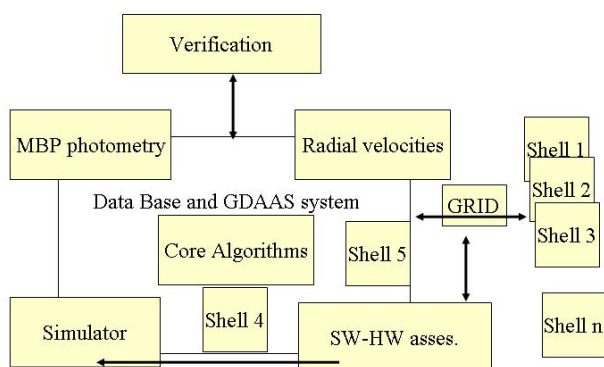 Verification
MBP photometry
Radial velocities
Shell 1
Shell 2
Shell 3
GRID
Data Base and GDAAS system
Core Algorithms
Shell 5
Shell 4
Simulator
SW-HW asses.
Shell n